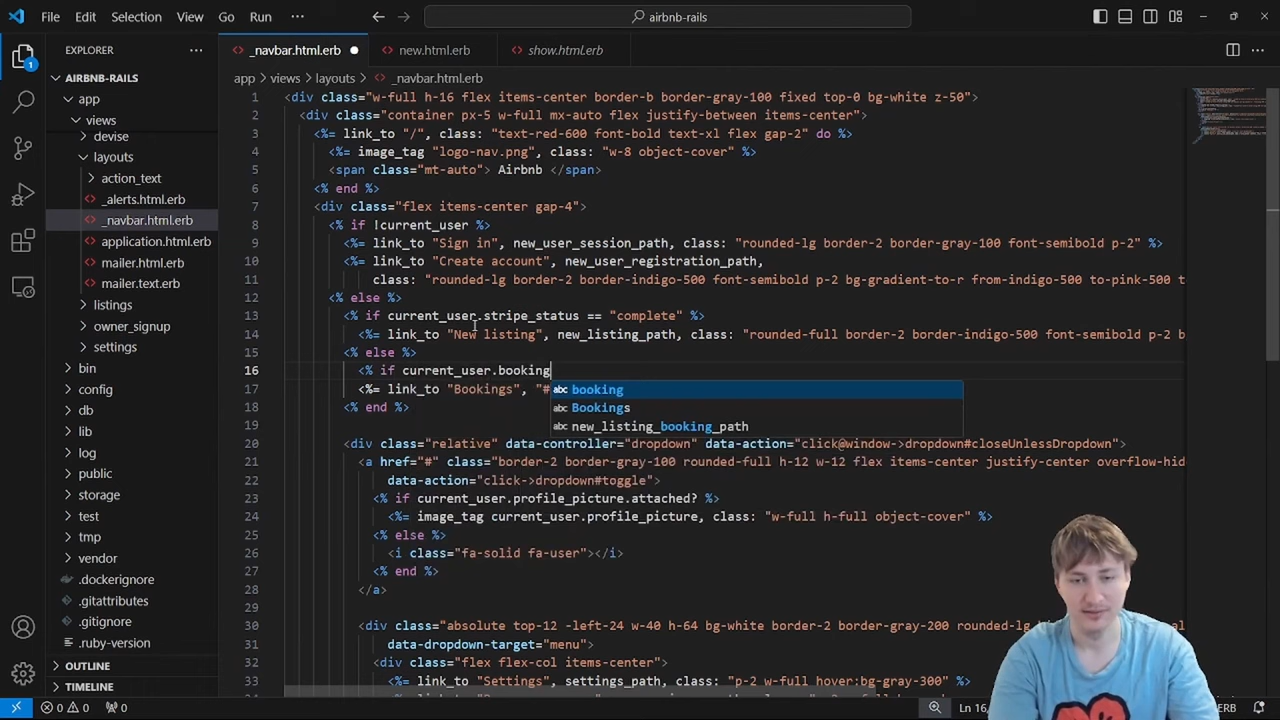 File Edit Selection View Go Run ··· airbnb-rails
EXPLORER ···
_navbar.html.erb new.html.erb show.html.erb
AIRBNB-RAILS
app > views > layouts > _navbar.html.erb
app
views
devise
layouts
action_text
_alerts.html.erb
_navbar.html.erb
application.html.erb
mailer.html.erb
mailer.text.erb
listings
owner_signup
settings
bin
config
db
lib
log
public
storage
test
tmp
vendor
.dockerignore
.gitattributes
.gitignore
.ruby-version
OUTLINE
TIMELINE
1 <div class="w-full h-16 flex items-center border-b border-gray-100 fixed top-0 bg-white z-50">
2 <div class="container px-5 w-full mx-auto flex justify-between items-center">
3 <%= link_to "/", class: "text-red-600 font-bold text-xl flex gap-2" do %>
4 <%= image_tag "logo-nav.png", class: "w-8 object-cover" %>
5 <span class="mt-auto"> Airbnb </span>
6 <% end %>
7 <div class="flex items-center gap-4">
8 <% if !current_user %>
9 <%= link_to "Sign in", new_user_session_path, class: "rounded-lg border-2 border-gray-100 font-semibold p-2" %>
10 <%= link_to "Create account", new_user_registration_path,
11 class: "rounded-lg border-2 border-indigo-500 font-semibold p-2 bg-gradient-to-r from-indigo-500 to-pink-500 t
12 <% else %>
13 <% if current_user.stripe_status == "complete" %>
14 <%= link_to "New listing", new_listing_path, class: "rounded-full border-2 border-indigo-500 font-semibold p-2 b
15 <% else %>
16 <% if current_user.booking
17 <%= link_to "Bookings", "#
booking
Bookings
new_listing_booking_path
18 <% end %>
19
20 <div class="relative" data-controller="dropdown" data-action="click@window->dropdown#closeUnlessDropdown">
21 <a href="#" class="border-2 border-gray-100 rounded-full h-12 w-12 flex items-center justify-center overflow-hid
22 data-action="click->dropdown#toggle">
23 <% if current_user.profile_picture.attached? %>
24 <%= image_tag current_user.profile_picture, class: "w-full h-full object-cover" %>
25 <% else %>
26 <i class="fa-solid fa-user"></i>
27 <% end %>
28 </a>
29
30 <div class="absolute top-12 -left-24 w-40 h-64 bg-white border-2 border-gray-200 rounded-lg
31 data-dropdown-target="menu">
32 <div class="flex flex-col items-center">
33 <%= link_to "Settings", settings_path, class: "p-2 w-full hover:bg-gray-300" %>
0 0 0 Ln 16, ERB